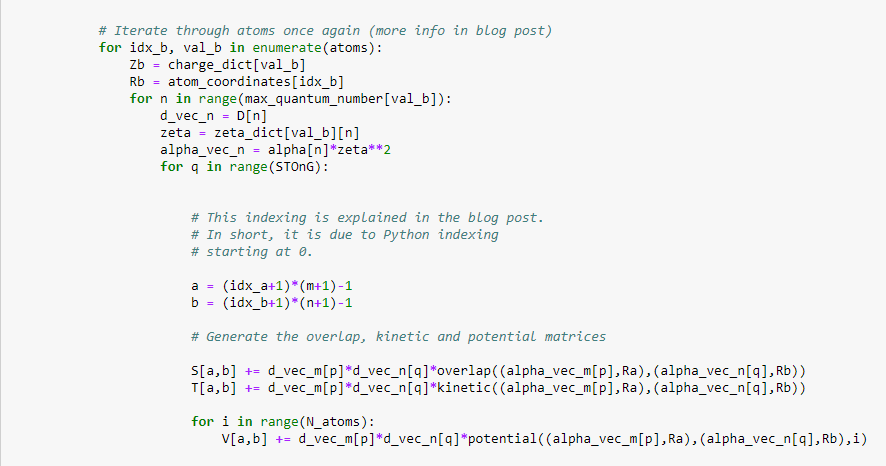 # Iterate through atoms once again (more info in blog post)
for idx_b, val_b in enumerate(atoms):
Zb = charge_dict[val_b]
Rb = atom_coordinates[idx_b]
for n in range(max_quantum_number[val_b]):
d_vec_n = D[n]
zeta = zeta_dict[val_b][n]
alpha_vec_n = alpha[n]*zeta**2
for q in range(STOnG):
# This indexing is explained in the blog post.
# In short, it is due to Python indexing
# starting at 0.
a = (idx_a+1)*(m+1)-1
b = (idx_b+1)*(n+1)-1
# Generate the overlap, kinetic and potential matrices
S[a,b] += d_vec_m[p]*d_vec_n[q]*overlap((alpha_vec_m[p],Ra),(alpha_vec_n[q],Rb))
T[a,b] += d_vec_m[p]*d_vec_n[q]*kinetic((alpha_vec_m[p],Ra),(alpha_vec_n[q],Rb))
for i in range(N_atoms):
V[a,b] += d_vec_m[p]*d_vec_n[q]*potential((alpha_vec_m[p],Ra),(alpha_vec_n[q],Rb),i)